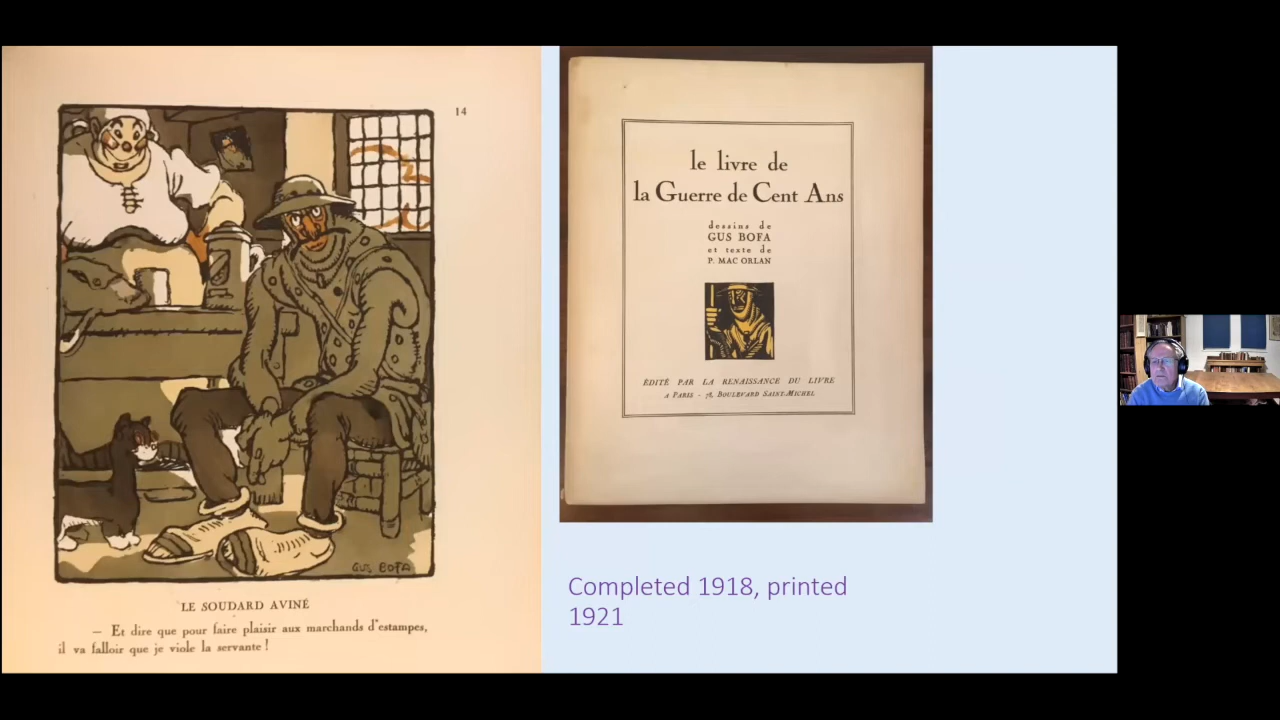 14
GUS BOFA
LE SOUDARD AVINÉ
— Et dire que pour faire plaisir aux marchands d'estampes,
il va falloir que je viole la servante !
le livre de
la Guerre de Cent Ans
dessins de
GUS BOFA
et texte de
P. MAC ORLAN
ÉDITÉ PAR LA RENAISSANCE DU LIVRE
A PARIS - 78, BOULEVARD SAINT-MICHEL
Completed 1918, printed
1921